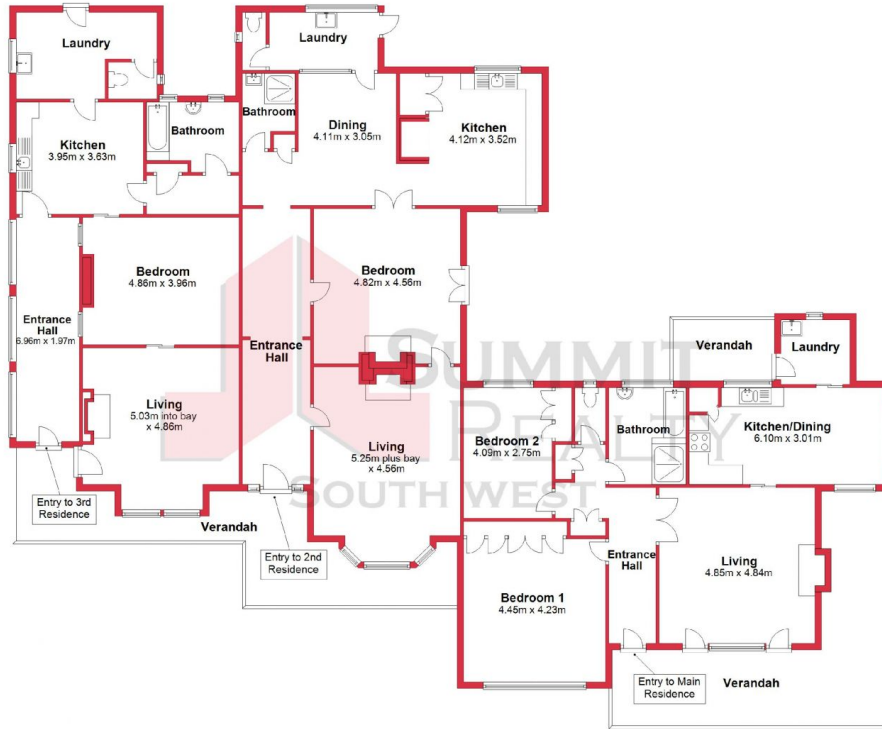 Laundry
Laundry
Kitchen
3.95m x 3.63m
Bathroom
Bathroom
Dining
4.11m x 3.05m
Kitchen
4.12m x 3.52m
Bedroom
4.86m x 3.96m
Bedroom
4.82m x 4.56m
Entrance
Hall
6.96m x 1.97m
Entrance
Hall
Living
5.03m into bay
x 4.86m
Living
5.25m plus bay
x 4.56m
SUMMIT
REALTY
SOUTH WEST
Verandah
Laundry
Bedroom 2
4.09m x 2.75m
Bathroom
Kitchen/Dining
6.10m x 3.01m
Entry to 3rd
Residence
Verandah
Entry to 2nd
Residence
Bedroom 1
4.45m x 4.23m
Entrance
Hall
Living
4.85m x 4.84m
Entry to Main
Residence
Verandah